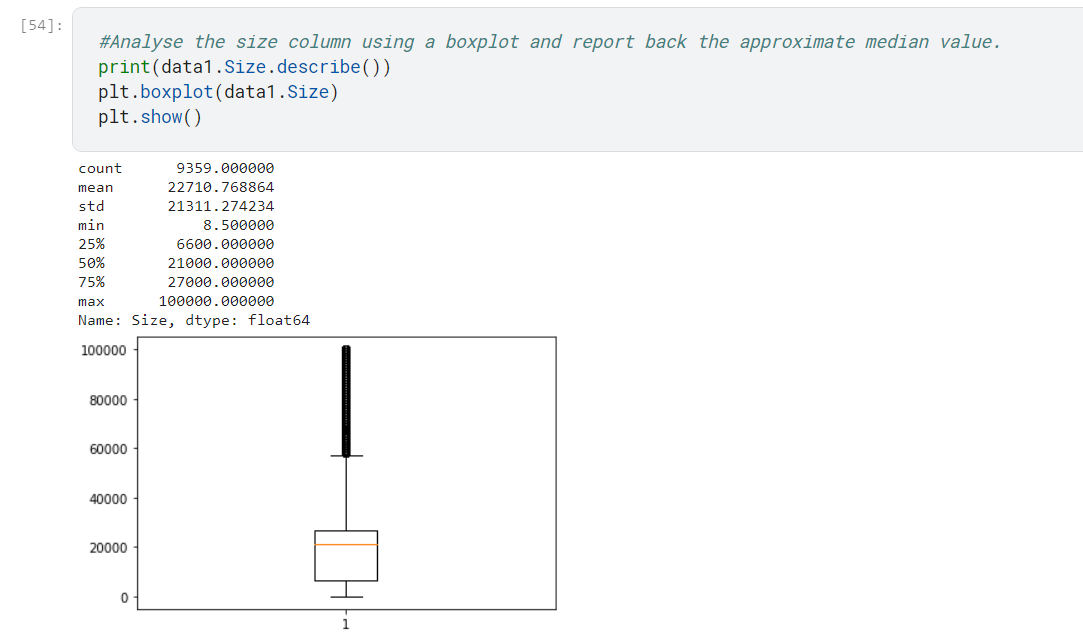 [54]:
#Analyse the size column using a boxplot and report back the approximate median value.
print(data1.Size.describe())
plt.boxplot(data1.Size)
plt.show()
count 9359.000000
mean 22710.768864
std 21311.274234
min 8.500000
25% 6600.000000
50% 21000.000000
75% 27000.000000
max 100000.000000
Name: Size, dtype: float64
100000
80000
60000
40000
20000
0
1